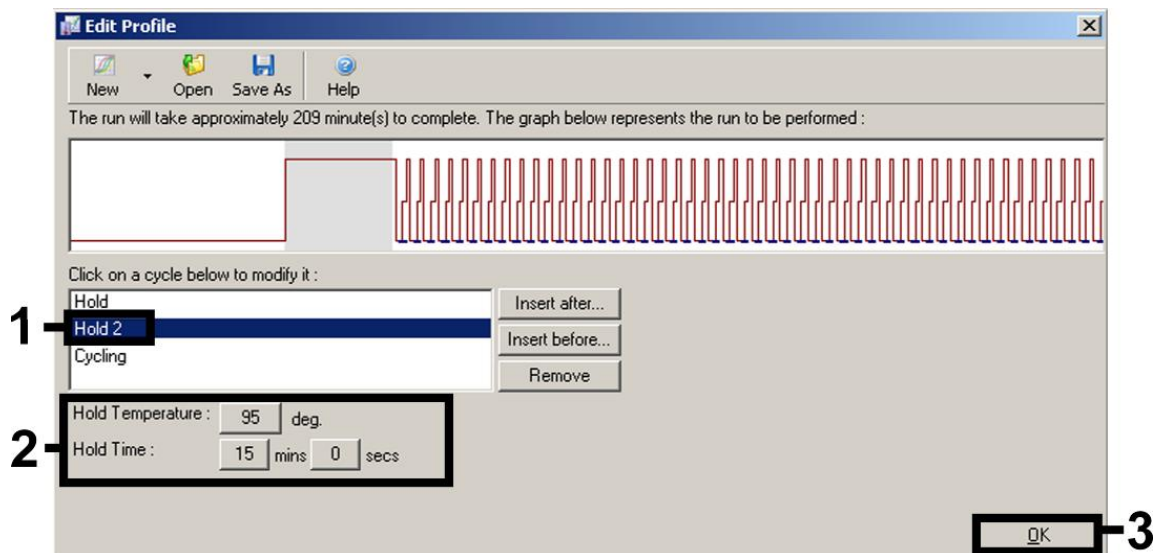 Edit Profile
New Open Save As Help
The run will take approximately 209 minute(s) to complete. The graph below represents the run to be performed :
Click on a cycle below to modify it :
Hold
Insert after...
1
Hold 2
Insert before...
Cycling
Remove
2
Hold Temperature : 95 deg.
Hold Time : 15 mins 0 secs
OK
3